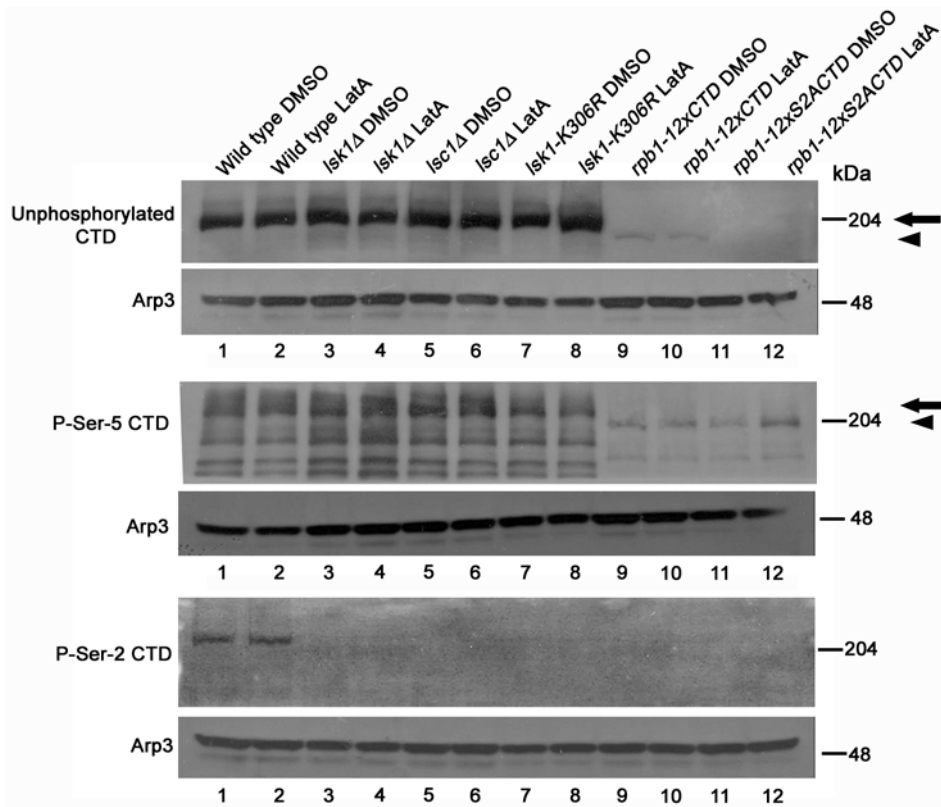 Wild type DMSO
Wild type LatA
lsk1Δ DMSO
lsk1Δ LatA
lsc1Δ DMSO
lsc1Δ LatA
lsk1-K306R DMSO
lsk1-K306R LatA
rpb1-12xCTD DMSO
rpb1-12xCTD LatA
rpb1-12xS2ACTD DMSO
rpb1-12xS2ACTD LatA
kDa
Unphosphorylated
CTD
204
Arp3
48
1 2 3 4 5 6 7 8 9 10 11 12
P-Ser-5 CTD
204
Arp3
48
1 2 3 4 5 6 7 8 9 10 11 12
P-Ser-2 CTD
204
Arp3
48
1 2 3 4 5 6 7 8 9 10 11 12